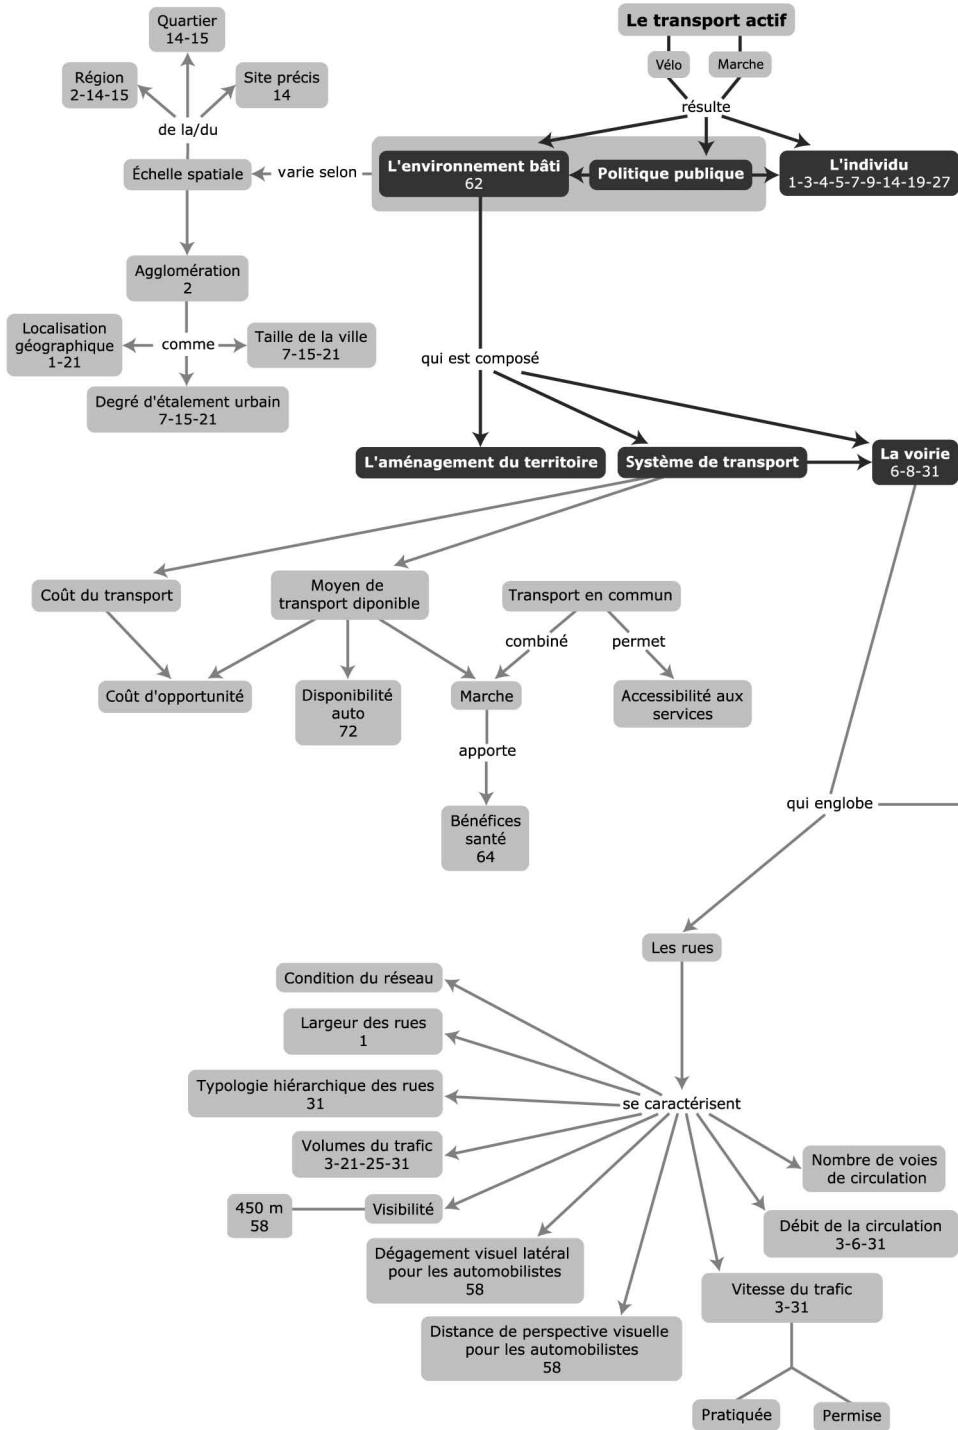 Le transport actif
Vélo
Marche
résulte
Quartier
14-15
Région
2-14-15
Site précis
14
de la/du
Échelle spatiale
varie selon
L'environnement bâti
62
Politique publique
L'individu
1-3-4-5-7-9-14-19-27
Agglomération
2
Localisation
géographique
1-21
comme
Taille de la ville
7-15-21
Degré d'étalement urbain
7-15-21
qui est composé
L'aménagement du territoire
Système de transport
La voirie
6-8-31
Coût du transport
Moyen de
transport diponible
Transport en commun
combiné
permet
Coût d'opportunité
Disponibilité
auto
72
Marche
Accessibilité aux
services
apporte
Bénéfices
santé
64
qui englobe
Les rues
Condition du réseau
Largeur des rues
1
Typologie hiérarchique des rues
31
se caractérisent
Volumes du trafic
3-21-25-31
Nombre de voies
de circulation
450 m
58
Visibilité
Débit de la circulation
3-6-31
Dégagement visuel latéral
pour les automobilistes
58
Vitesse du trafic
3-31
Distance de perspective visuelle
pour les automobilistes
58
Pratiquée
Permise